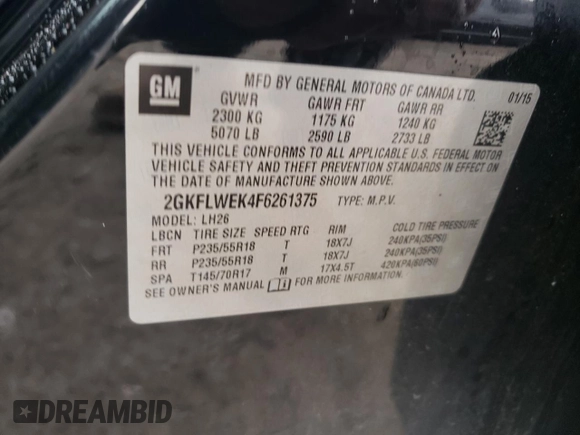 GM
MFD BY GENERAL MOTORS OF CANADA LTD. 01/15
GVWR GAWR FRT GAWR RR
2300 KG 1175 KG 1240 KG
5070 LB 2590 LB 2733 LB
THIS VEHICLE CONFORMS TO ALL APPLICABLE U.S. FEDERAL MOTOR
VEHICLE SAFETY AND THEFT PREVENTION STANDARDS IN EFFECT ON
THE DATE OF MANUFACTURE SHOWN ABOVE.
2GKFLWEK4F6261375 TYPE: M.P.V.
MODEL: LH26
LBCN TIRE SIZE SPEED RTG RIM COLD TIRE PRESSURE
FRT P235/55R18 T 18X7J 240KPA(35PSI)
RR P235/55R18 T 18X7J 240KPA(35PSI)
SPA T145/70R17 M 17X4.5T 420KPA(60PSI)
SEE OWNER'S MANUAL FOR MORE INFORMATION.
DREAMBID